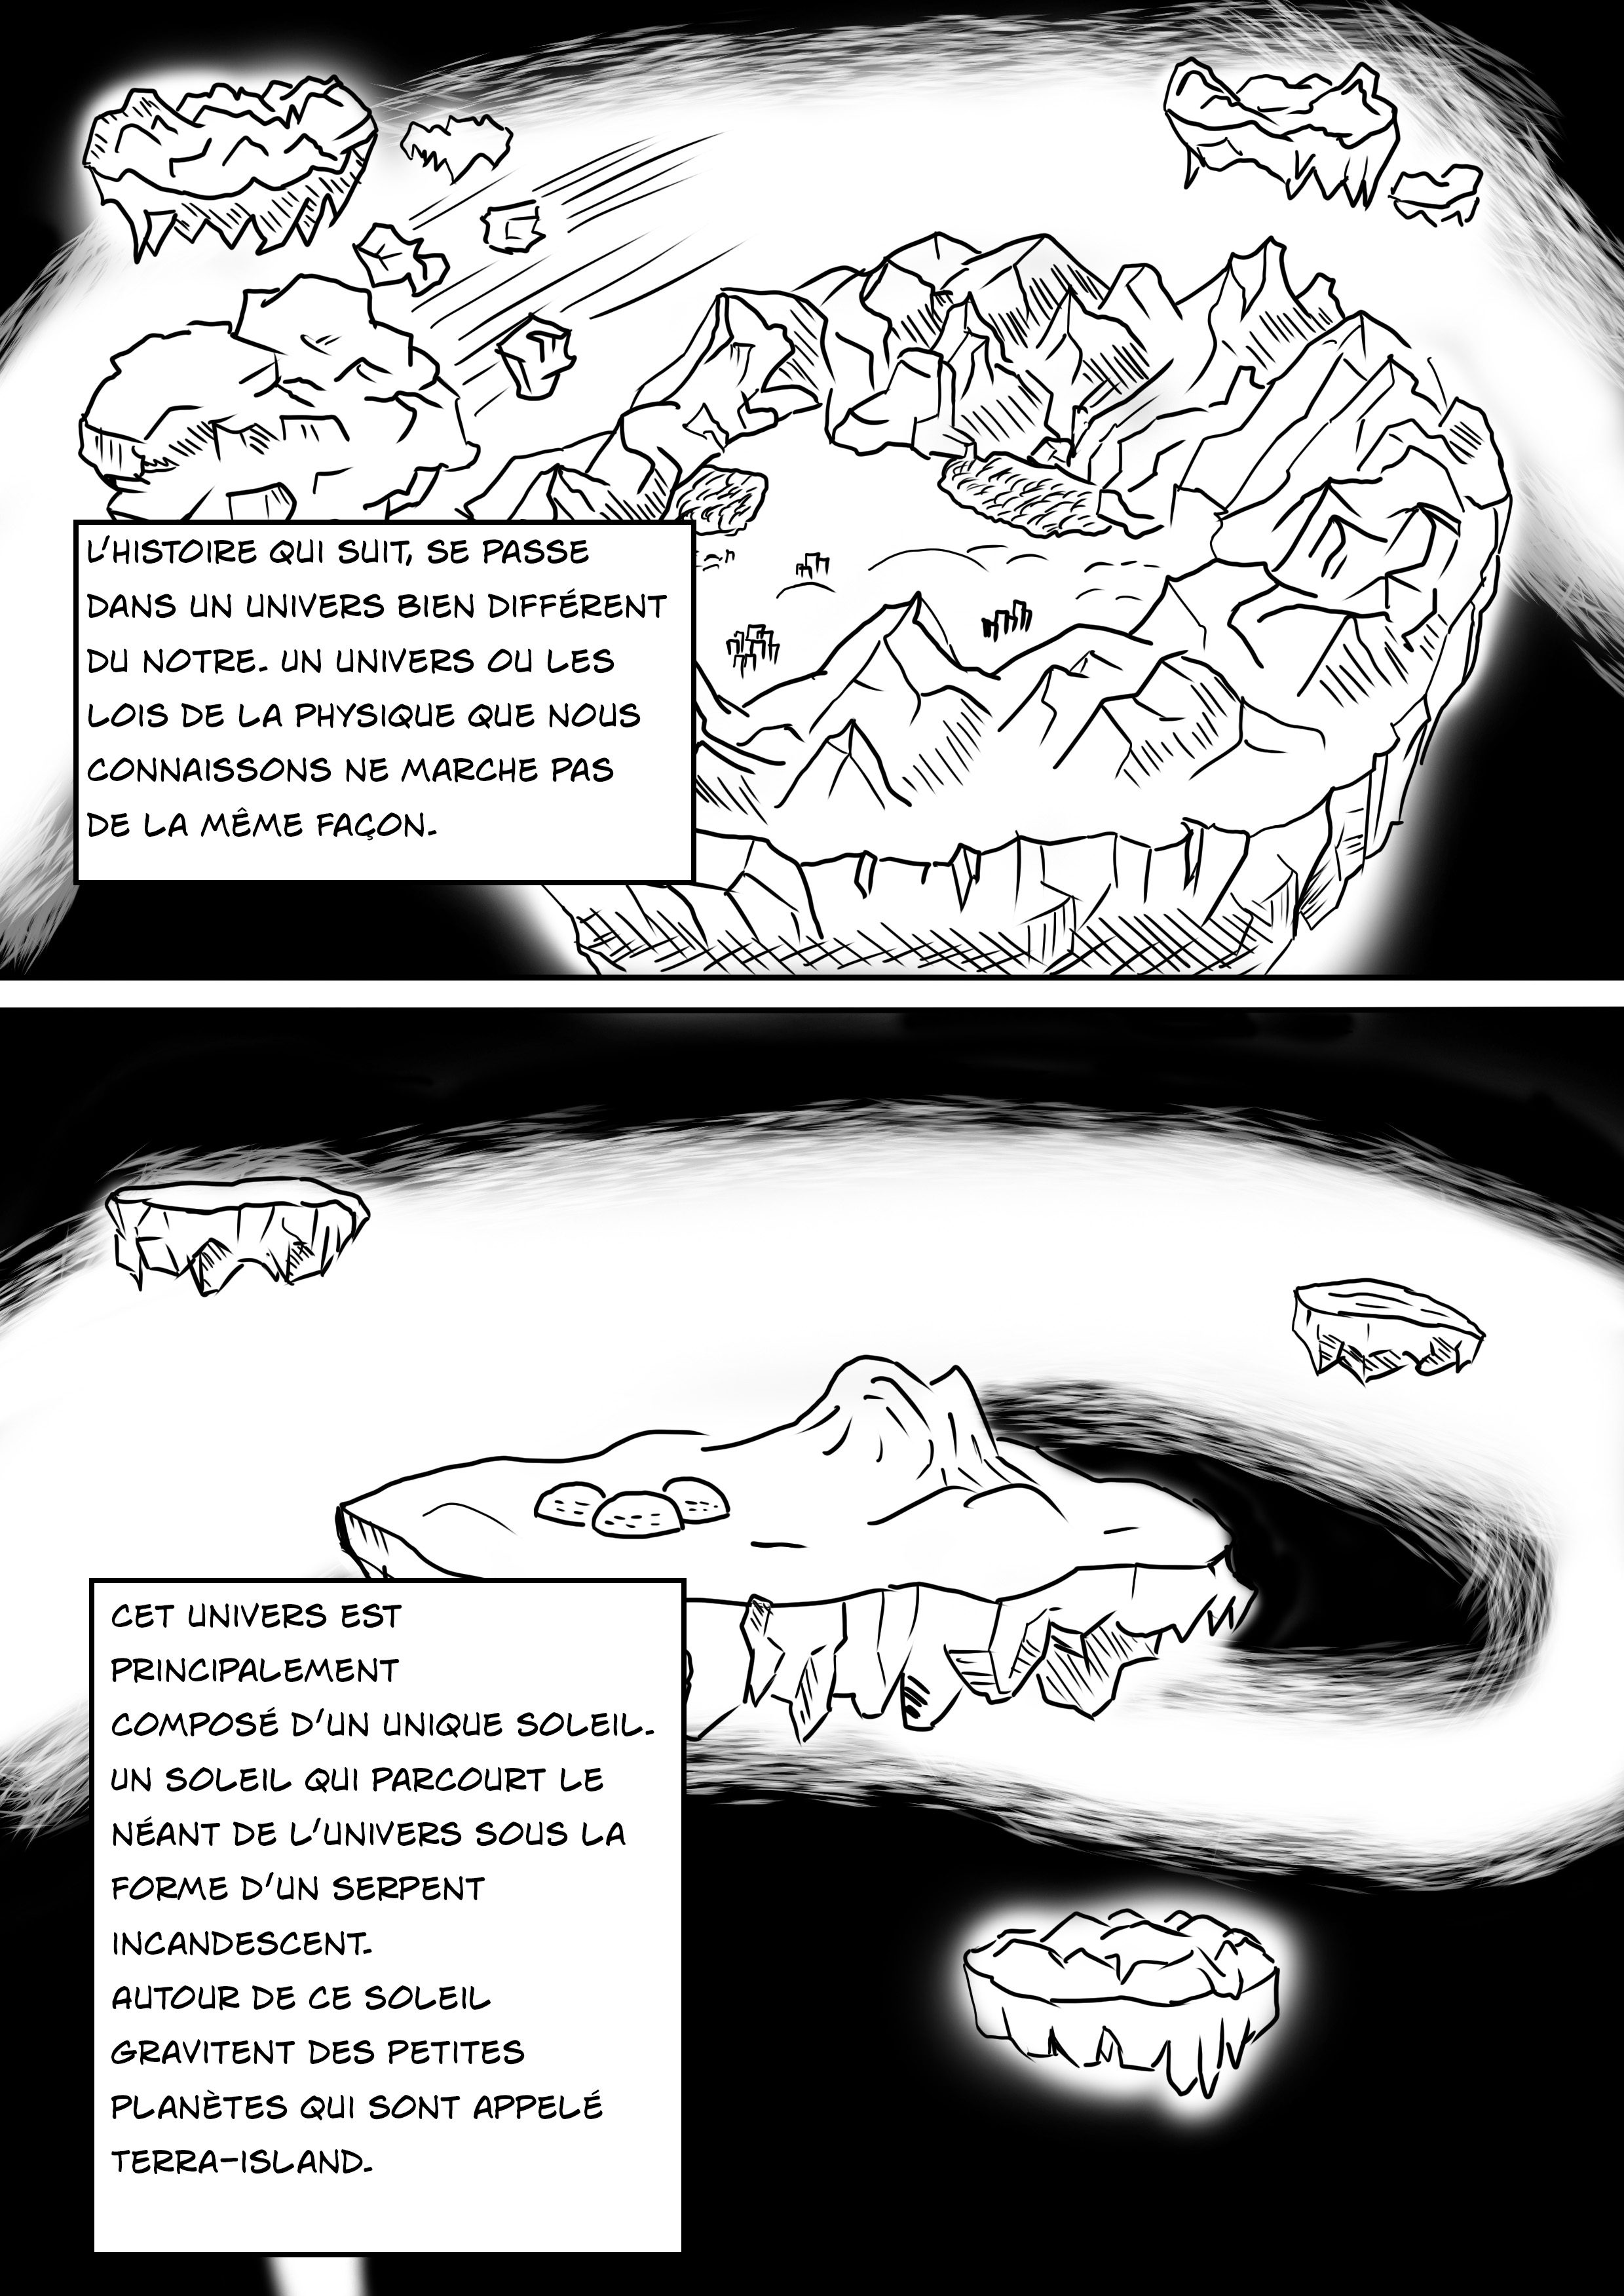 L'HISTOIRE QUI SUIT, SE PASSE
DANS UN UNIVERS BIEN DIFFÉRENT
DU NOTRE. UN UNIVERS OU LES
LOIS DE LA PHYSIQUE QUE NOUS
CONNAISSONS NE MARCHE PAS
DE LA MÊME FAÇON.
CET UNIVERS EST
PRINCIPALEMENT
COMPOSÉ D'UN UNIQUE SOLEIL.
UN SOLEIL QUI PARCOURT LE
NÉANT DE L'UNIVERS SOUS LA
FORME D'UN SERPENT
INCANDESCENT.
AUTOUR DE CE SOLEIL
GRAVITENT DES PETITES
PLANÈTES QUI SONT APPELÉ
TERRA-ISLAND.